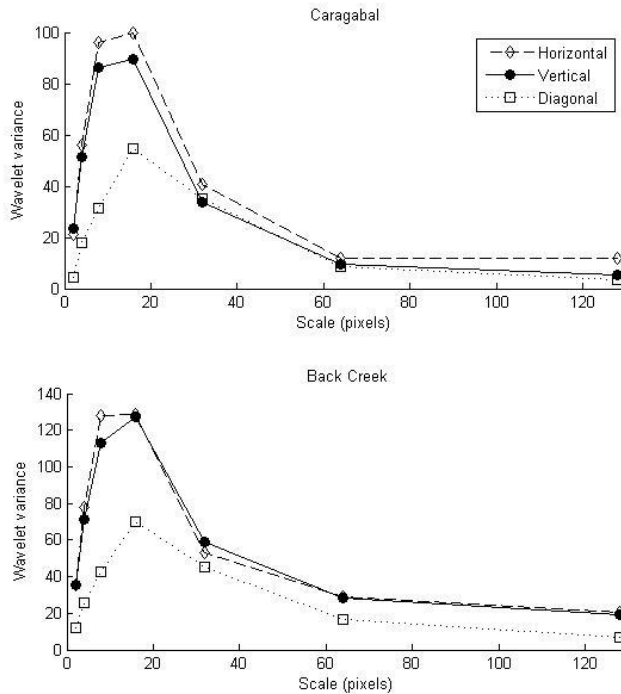 Caragabal
Horizontal
Vertical
Diagonal
Wavelet variance
100
80
60
40
20
0
0 20 40 60 80 100 120
Scale (pixels)
Back Creek
Wavelet variance
140
120
100
80
60
40
20
0
0 20 40 60 80 100 120
Scale (pixels)